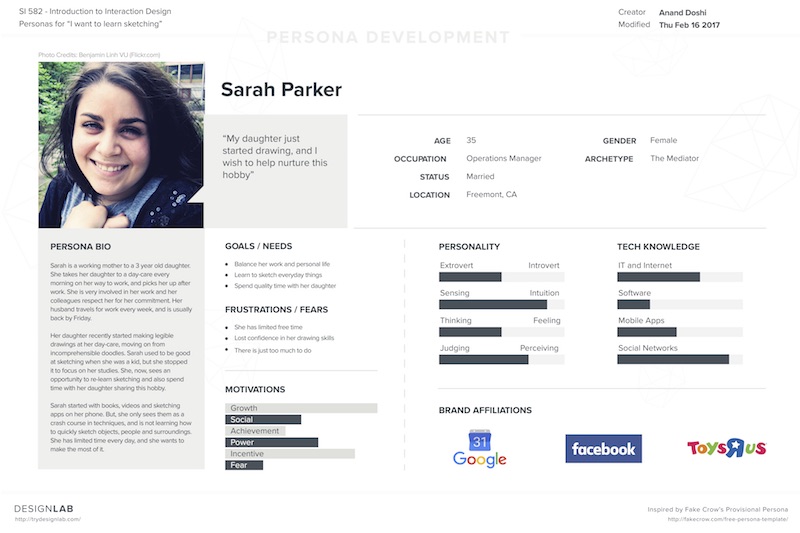 SI 582 - Introduction to Interaction Design
Personas for “I want to learn sketching”
Creator Anand Doshi
Modified Thu Feb 16 2017
PERSONA DEVELOPMENT
Photo Credits: Benjamin Linh VU (Flickr.com)
Sarah Parker
“My daughter just
started drawing, and I
wish to help nurture this
hobby”
AGE 35
OCCUPATION Operations Manager
STATUS Married
LOCATION Freemont, CA
GENDER Female
ARCHETYPE The Mediator
PERSONA BIO
Sarah is a working mother to a 3 year old daughter.
She takes her daughter to a day-care every
morning on her way to work, and picks her up after
work. She is very involved in her work and her
colleagues respect her for her commitment. Her
husband travels for work every week, and is usually
back by Friday.
Her daughter recently started making legible
drawings at her day-care, moving on from
incomprehensible doodles. Sarah used to be good
at sketching when she was a kid, but she stopped
it to focus on her studies. She, now, sees an
opportunity to re-learn sketching and also spend
time with her daughter sharing this hobby.
Sarah started with books, videos and sketching
apps on her phone. But, she only sees them as a
crash course in techniques, and is not learning how
to quickly sketch objects, people and surroundings.
She has limited time every day, and she wants to
make the most of it.
GOALS / NEEDS
• Balance her work and personal life
• Learn to sketch everyday things
• Spend quality time with her daughter
FRUSTRATIONS / FEARS
• She has limited free time
• Lost confidence in her drawing skills
• There is just too much to do
MOTIVATIONS
Growth
Social
Achievement
Power
Incentive
Fear
PERSONALITY
Extrovert Introvert
Sensing Intuition
Thinking Feeling
Judging Perceiving
TECH KNOWLEDGE
IT and Internet
Software
Mobile Apps
Social Networks
BRAND AFFILIATIONS
31
Google
facebook
ToysRUs
DESIGNLAB
http://trydesignlab.com/
Inspired by Fake Crow's Provisional Persona
http://fakecrow.com/free-persona-template/